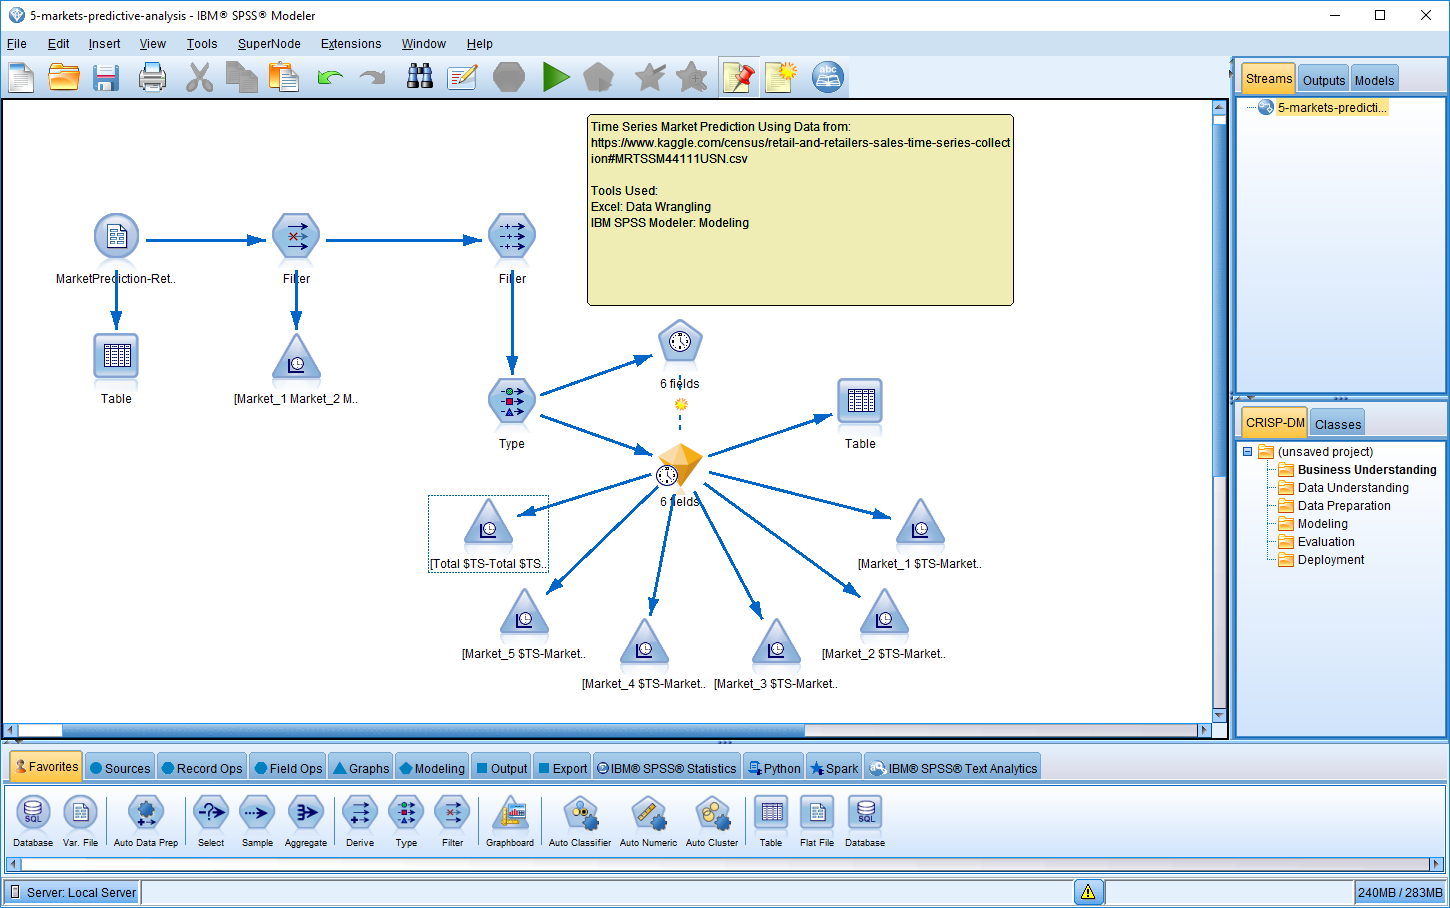 5-markets-predictive-analysis - IBM® SPSS® Modeler
File Edit Insert View Tools SuperNode Extensions Window Help
abc
Streams Outputs Models
5-markets-predicti...
Time Series Market Prediction Using Data from:
https://www.kaggle.com/census/retail-and-retailers-sales-time-series-collect
ion#MRTSSM44111USN.csv
Tools Used:
Excel: Data Wrangling
IBM SPSS Modeler: Modeling
MarketPrediction-Ret..
Filter
Filler
Table
[Market_1 Market_2 M..
6 fields
Type
Table
6 fields
[Total $TS-Total $TS..
[Market_1 $TS-Market..
[Market_5 $TS-Market..
[Market_2 $TS-Market..
[Market_4 $TS-Market..
[Market_3 $TS-Market..
CRISP-DM Classes
(unsaved project)
Business Understanding
Data Understanding
Data Preparation
Modeling
Evaluation
Deployment
Favorites Sources Record Ops Field Ops Graphs Modeling Output Export IBM® SPSS® Statistics Python Spark IBM® SPSS® Text Analytics
SQL
SQL
Database Var. File Auto Data Prep Select Sample Aggregate Derive Type Filter Graphboard Auto Classifier Auto Numeric Auto Cluster Table Flat File Database
Server: Local Server
240MB / 283MB